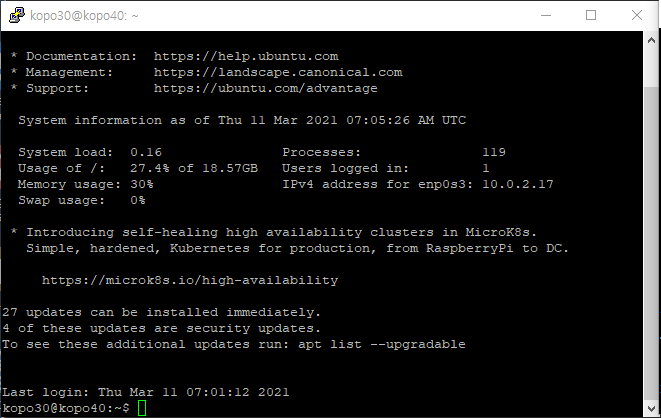 kopo30@kopo40: ~
* Documentation:  https://help.ubuntu.com
* Management:     https://landscape.canonical.com
* Support:        https://ubuntu.com/advantage
System information as of Thu 11 Mar 2021 07:05:26 AM UTC
System load:  0.16               Processes:               119
Usage of /:   27.4% of 18.57GB   Users logged in:         1
Memory usage: 30%                IPv4 address for enp0s3: 10.0.2.17
Swap usage:   0%
* Introducing self-healing high availability clusters in MicroK8s.
Simple, hardened, Kubernetes for production, from RaspberryPi to DC.
https://microk8s.io/high-availability
27 updates can be installed immediately.
4 of these updates are security updates.
To see these additional updates run: apt list --upgradable
Last login: Thu Mar 11 07:01:12 2021
kopo30@kopo40:~$